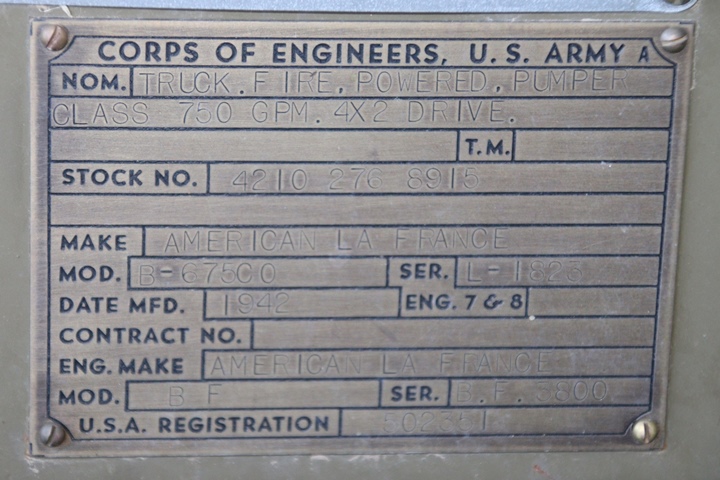 CORPS OF ENGINEERS, U.S. ARMY A
NOM. TRUCK. FIRE, POWERED, PUMPER
CLASS 750 GPM. 4X2 DRIVE.
T.M.
STOCK NO. 4210 276 8915
MAKE AMERICAN LA FRANCE
MOD. B-67500 SER. L-1823
DATE MFD. 1942 ENG. 7 & 8
CONTRACT NO.
ENG. MAKE AMERICAN LA FRANCE
MOD. B F SER. B.F. 5800
U.S.A. REGISTRATION